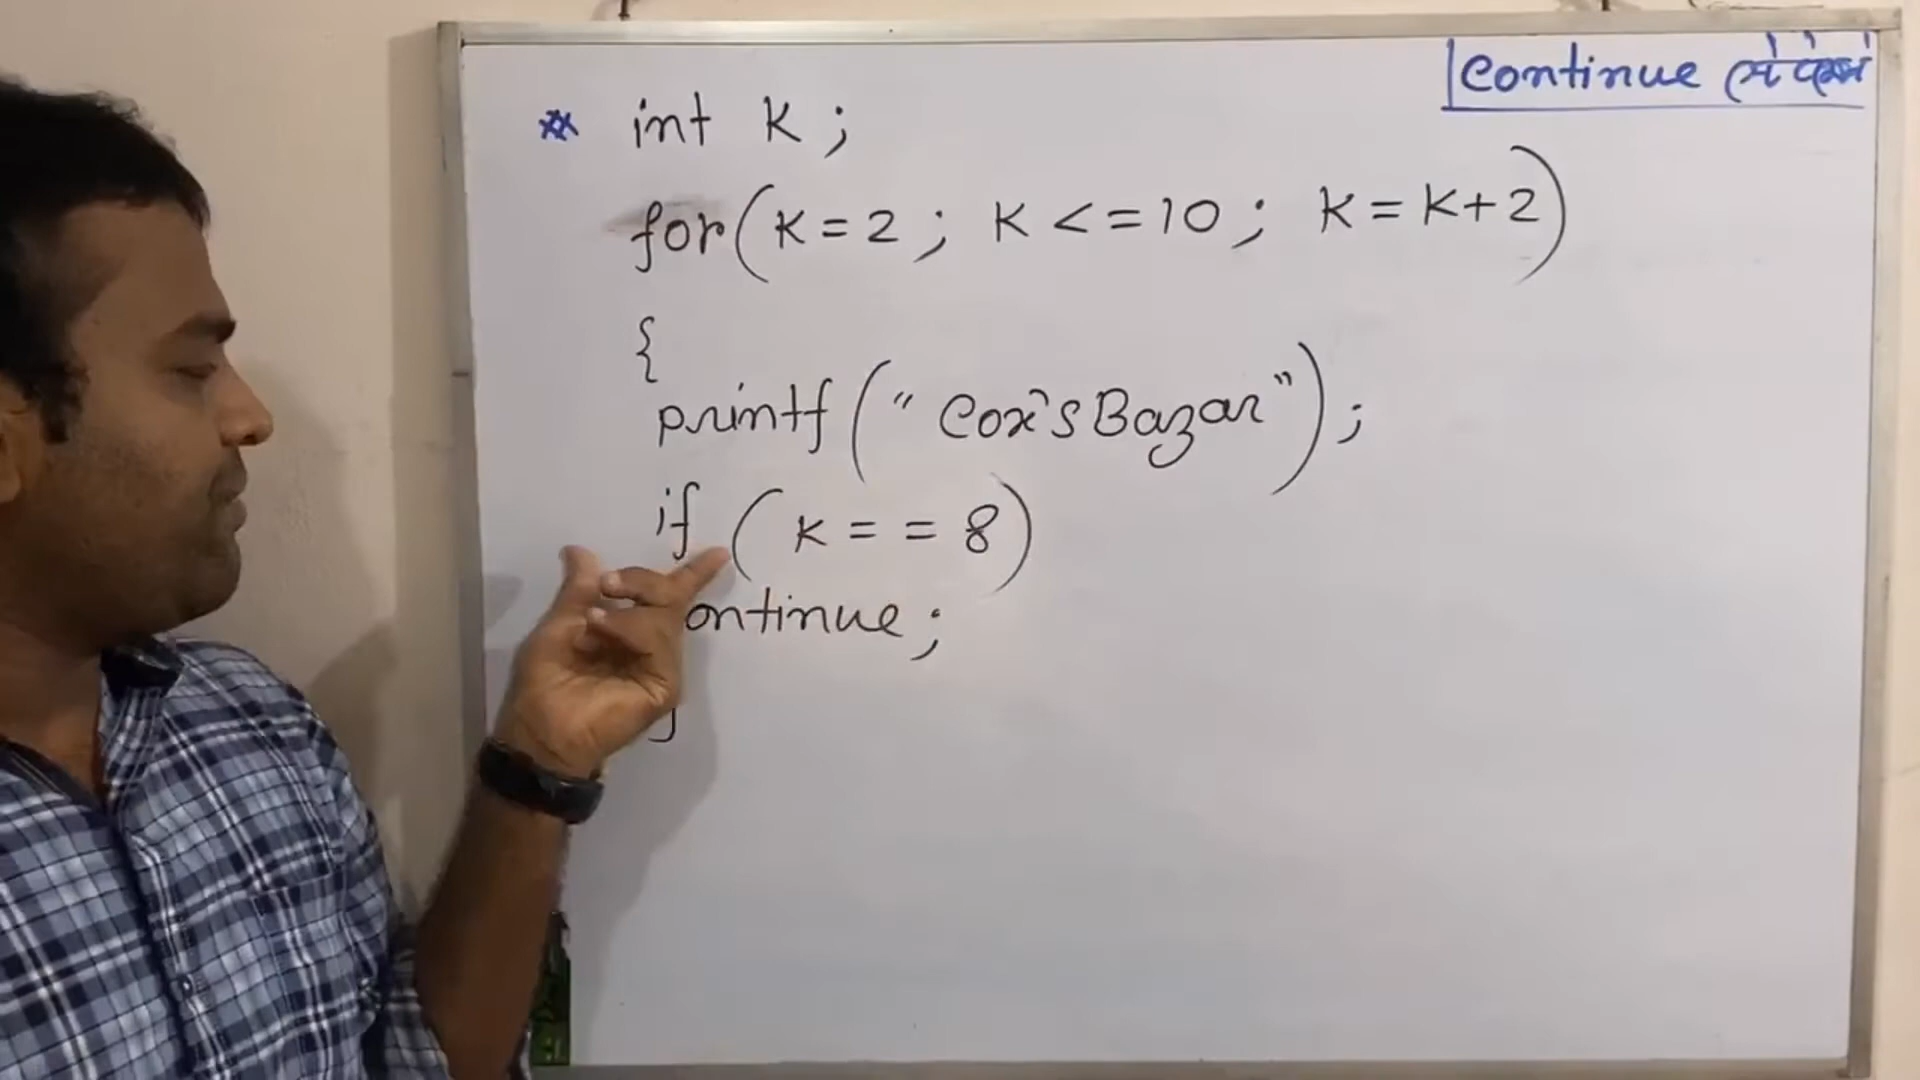 Continue
** int K ;
for(K=2 ; K <=10 ; K=K+2)
{
printf(“Cox's Bazar”) ;
if ( K = = 8)
ontinue ;
}